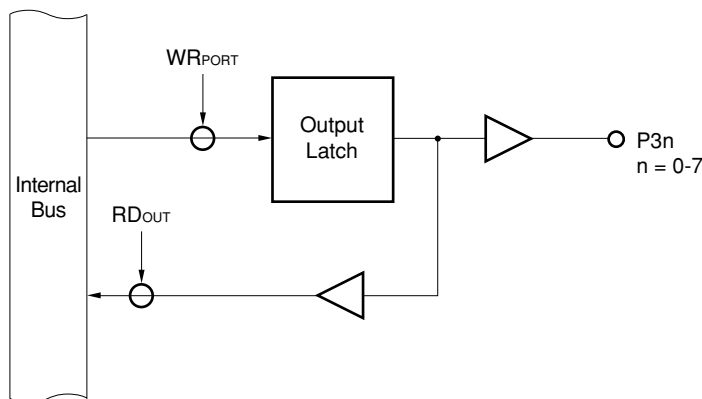 WRPORT
Output
Latch
P3n
n = 0-7
Internal
Bus
RDOUT